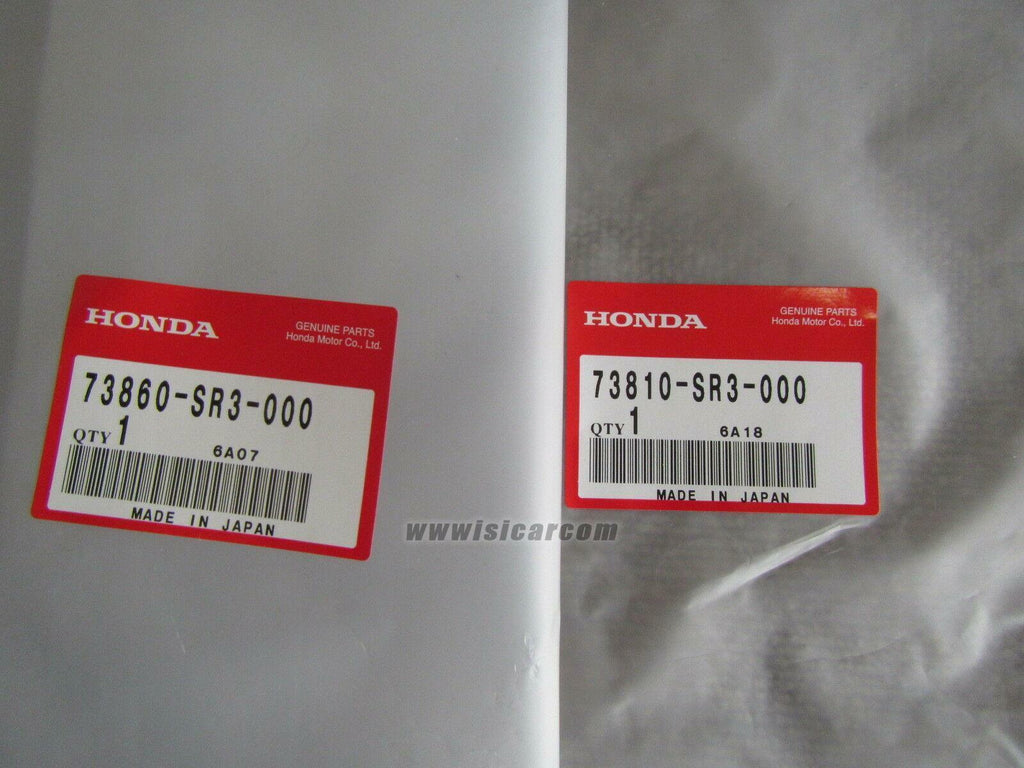 HONDA
GENUINE PARTS
Honda Motor Co., Ltd.
73860-SR3-000
QTY 1
6A07
MADE IN JAPAN
HONDA
GENUINE PARTS
Honda Motor Co., Ltd.
73810-SR3-000
QTY 1
6A18
MADE IN JAPAN
wwwisicarcom